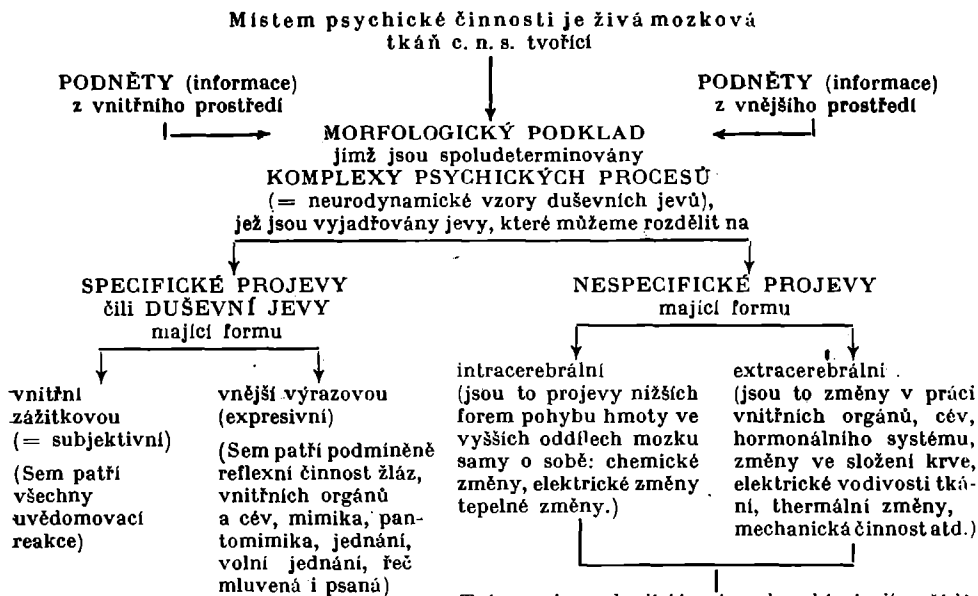 Místem psychické činnosti je živá mozková
tkáň c. n. s. tvořící
PODNĚTY (informace)
z vnitřního prostředí
PODNĚTY (informace)
z vnějšího prostředí
MORFOLOGICKÝ PODKLAD
jímž jsou spoludeterminovány
KOMPLEXY PSYCHICKÝCH PROCESŮ
(= neurodynamické vzory duševních jevů),
jež jsou vyjadřovány jevy, které můžeme rozdělit na
SPECIFICKÉ PROJEVY
čili DUŠEVNÍ JEVY
mající formu
NESPECIFICKÉ PROJEVY
mající formu
vnitřní
zážitkovou
(= subjektivní)
(Sem patří
všechny
uvědomovací
reakce)
vnější výrazovou
(expresivní)
(Sem patří podmíněně
reflexní činnost žláz,
vnitřních orgánů
a cév, mimika, pan-
tomimika, jednání,
volní jednání, řeč
mluvená i psaná)
intracerebrální
(jsou to projevy nižších
forem pohybu hmoty ve
vyšších oddílech mozku
samy o sobě: chemické
změny, elektrické změny
tepelné změny.)
extracerebrální
(jsou to změny v práci
vnitřních orgánů, cév,
hormonálního systému,
změny ve složení krve,
elektrické vodivosti tká-
ní, thermální změny,
mechanická činnost atd.)